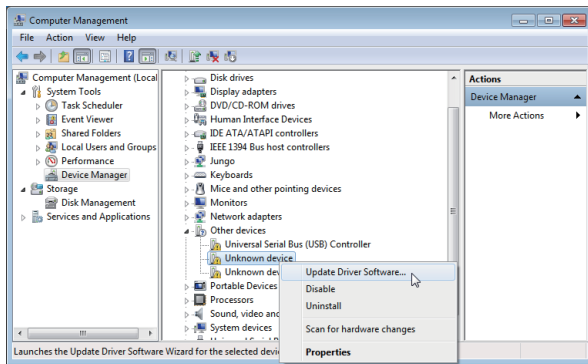 Computer Management
File Action View Help
Computer Management (Local
System Tools
Task Scheduler
Event Viewer
Shared Folders
Local Users and Groups
Performance
Device Manager
Storage
Disk Management
Services and Applications
Disk drives
Display adapters
DVD/CD-ROM drives
Human Interface Devices
IDE ATA/ATAPI controllers
IEEE 1394 Bus host controllers
Jungo
Keyboards
Mice and other pointing devices
Monitors
Network adapters
Other devices
Universal Serial Bus (USB) Controller
Unknown device
Unknown dev
Portable Devices
Processors
Sound, video and
System devices
Update Driver Software...
Disable
Uninstall
Scan for hardware changes
Properties
Actions
Device Manager
More Actions
Launches the Update Driver Software Wizard for the selected devi